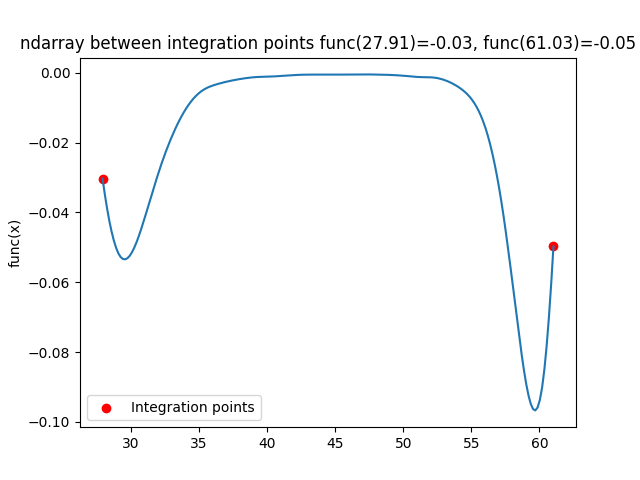 ndarray between integration points func(27.91)=-0.03, func(61.03)=-0.05
func(x)
0.00
−0.02
−0.04
−0.06
−0.08
−0.10
Integration points
30 35 40 45 50 55 60